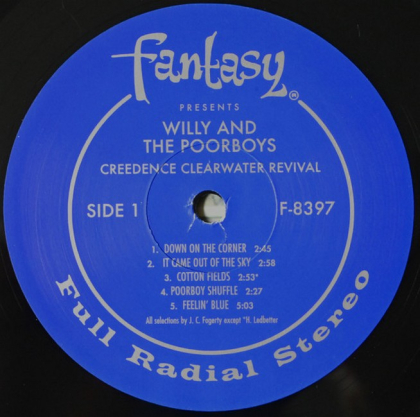 fantasy®
PRESENTS
WILLY AND
THE POORBOYS
CREEDENCE CLEARWATER REVIVAL
SIDE 1 F-8397
1. DOWN ON THE CORNER 2:45
2. IT CAME OUT OF THE SKY 2:58
3. COTTON FIELDS 2:53*
4. POORBOY SHUFFLE 2:27
5. FEELIN' BLUE 5:03
All selections by J. C. Fogerty except *H. Ledbetter
Full Radial Stereo